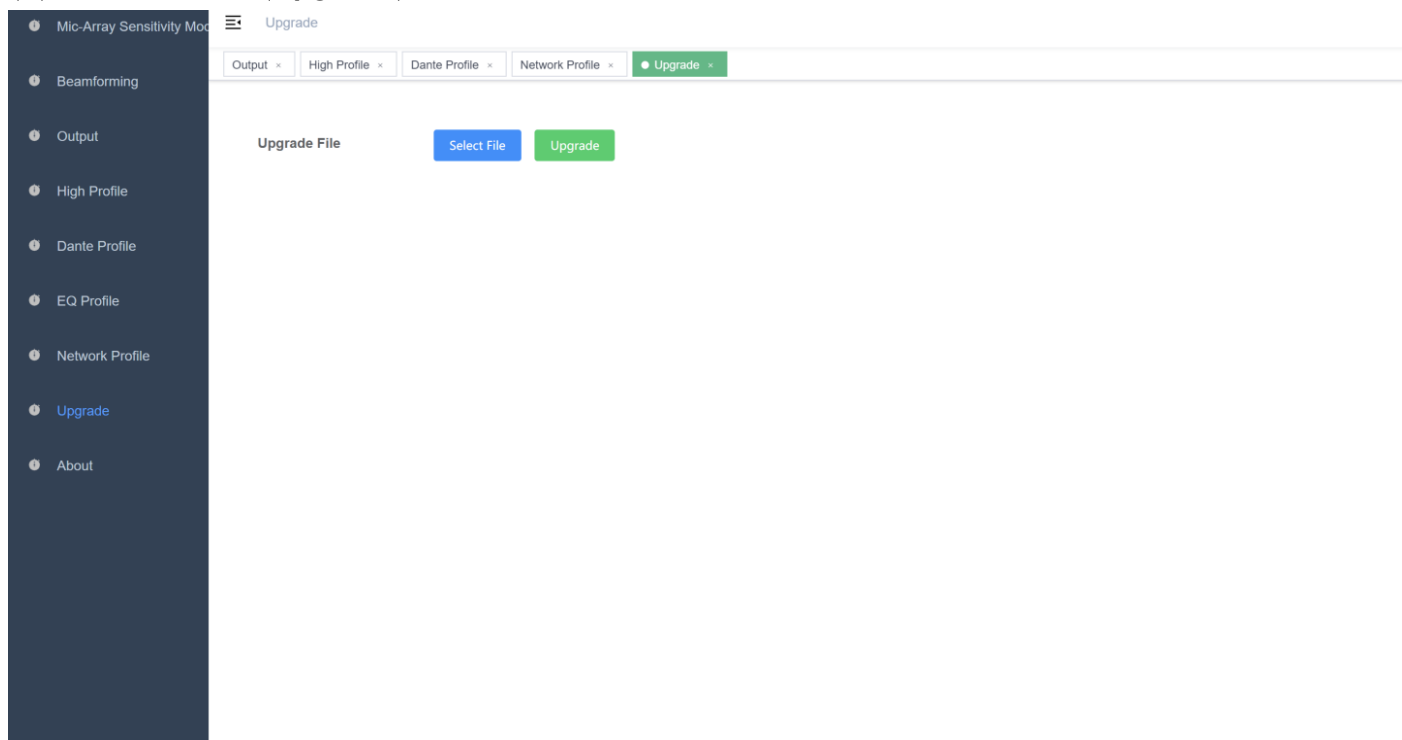 Mic-Array Sensitivity Mod
Beamforming
Output
High Profile
Dante Profile
EQ Profile
Network Profile
Upgrade
About
Upgrade
Output × High Profile × Dante Profile × Network Profile × Upgrade ×
Upgrade File Select File Upgrade